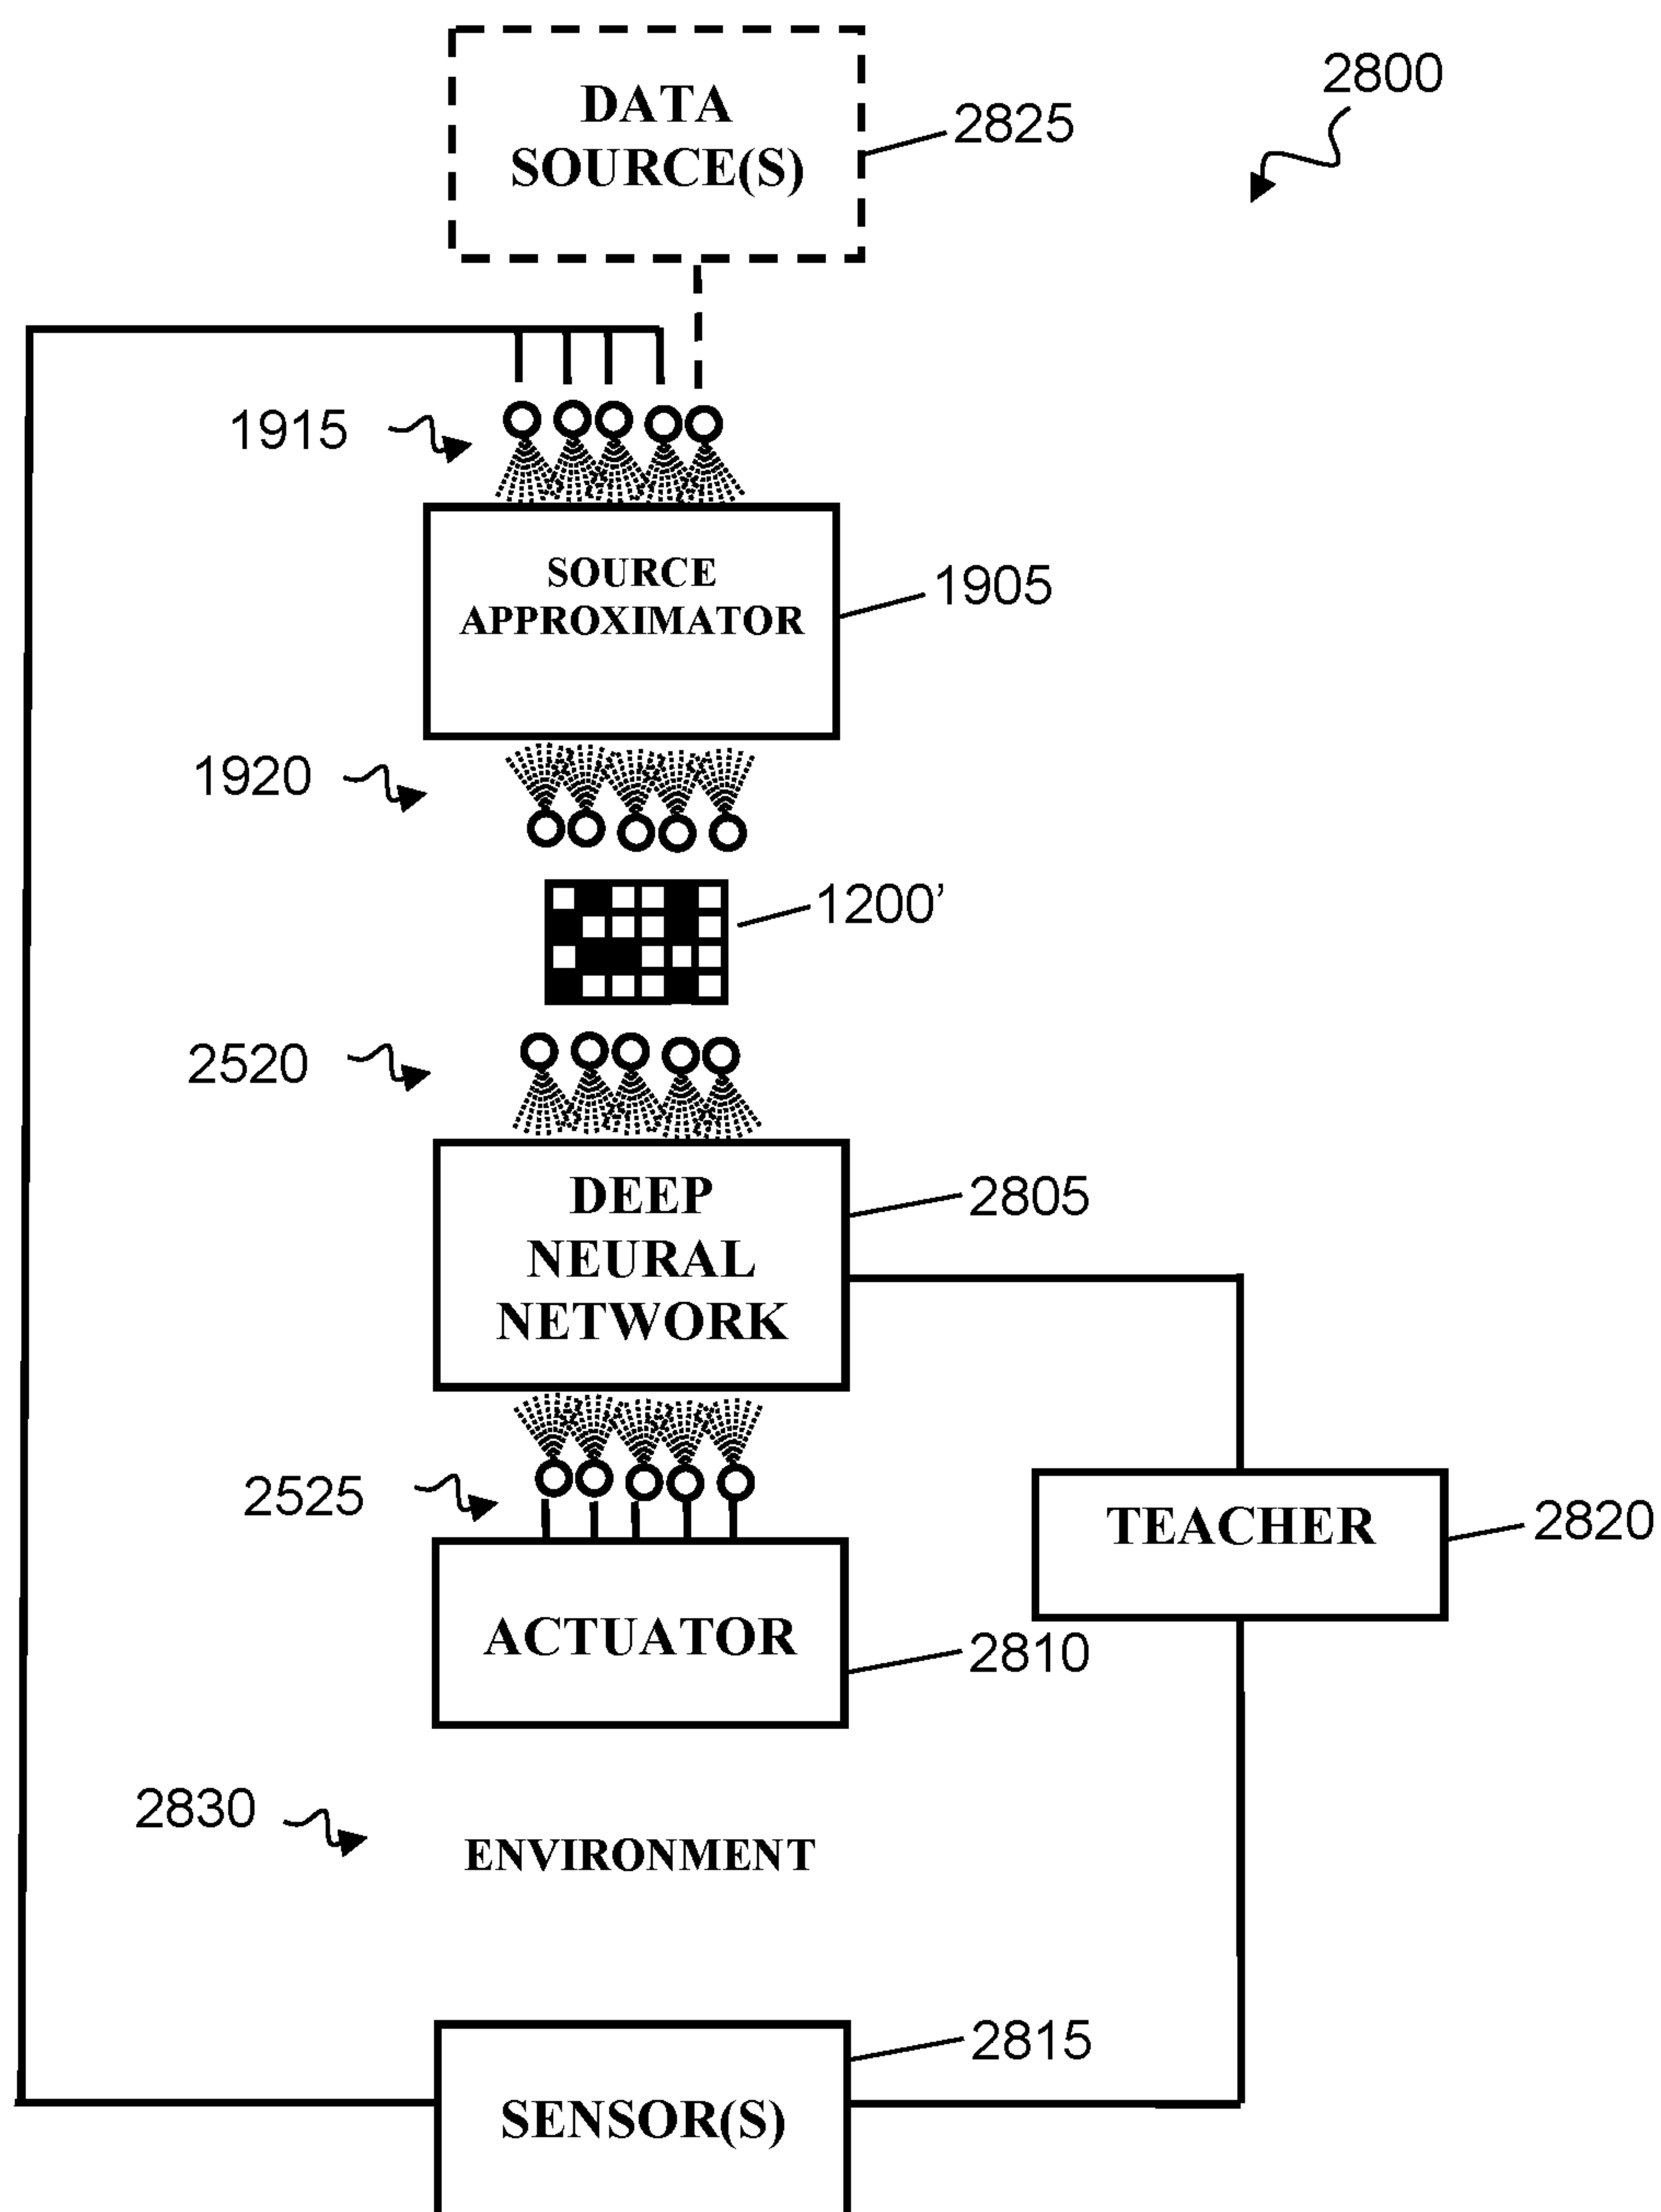 2800
DATA
SOURCE(S)
2825
1915
SOURCE
APPROXIMATOR
1905
1920
1200’
2520
DEEP
NEURAL
NETWORK
2805
2525
TEACHER
2820
ACTUATOR
2810
2830
ENVIRONMENT
2815
SENSOR(S)